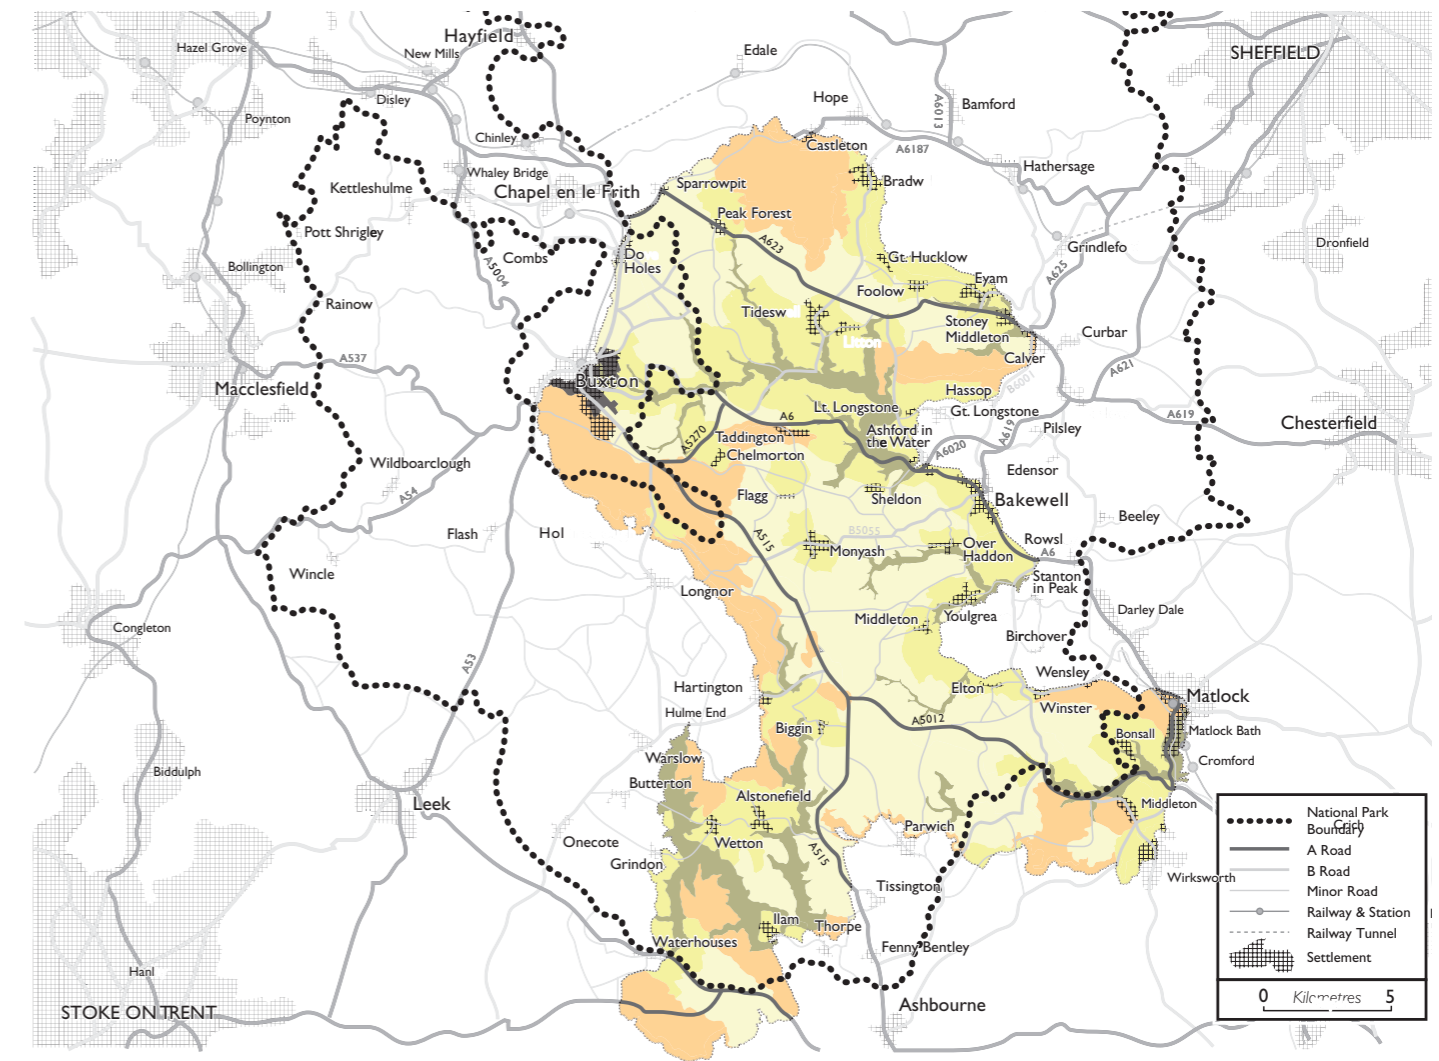 Hayfield
Hazel Grove
New Mills
Edale
SHEFFIELD
Disley
Hope
Bamford
A6013
Poynton
Chinley
Castleton
A6187
Hathersage
Whaley Bridge
Kettleshulme
Chapel en le Frith
Sparrowpit
Bradw
Peak Forest
Pott Shrigley
A623
Grindlefo
Dronfield
Combs
Do
Holes
Gt. Hucklow
Bollington
A5004
A625
Eyam
Foolow
Rainow
Tidesw
Stoney
Middleton
Curbar
Litton
A537
Calver
A621
Macclesfield
Buxton
Hassop
B6001
Lt. Longstone
Gt. Longstone
A619
A6
Chesterfield
A5270
Taddington
Ashford in
the Water
A619
Pilsley
A6020
Chelmorton
Wildboarclough
Edensor
A54
Flagg
Sheldon
Bakewell
Beeley
Flash
Hol
A515
B5055
Monyash
Over
Haddon
Rowsl
A6
Wincle
Stanton
in Peak
Longnor
Middleton
Youlgrea
Darley Dale
Congleton
Birchover
A53
Wensley
Hartington
Elton
Matlock
Winster
Hulme End
A5012
Biggin
Bonsall
Matlock Bath
Warslow
Cromford
Biddulph
Butterton
Alstonefield
Leek
Middleton
Parwich
Onecote
Wetton
A515
Grindon
Wirksworth
Tissington
Ilam
Thorpe
Waterhouses
Fenny Bentley
Hanl
STOKE ON TRENT
Ashbourne
National Park
Boundary
Crich
A Road
B Road
Minor Road
Railway & Station
Railway Tunnel
Settlement
0 Kilometres 5